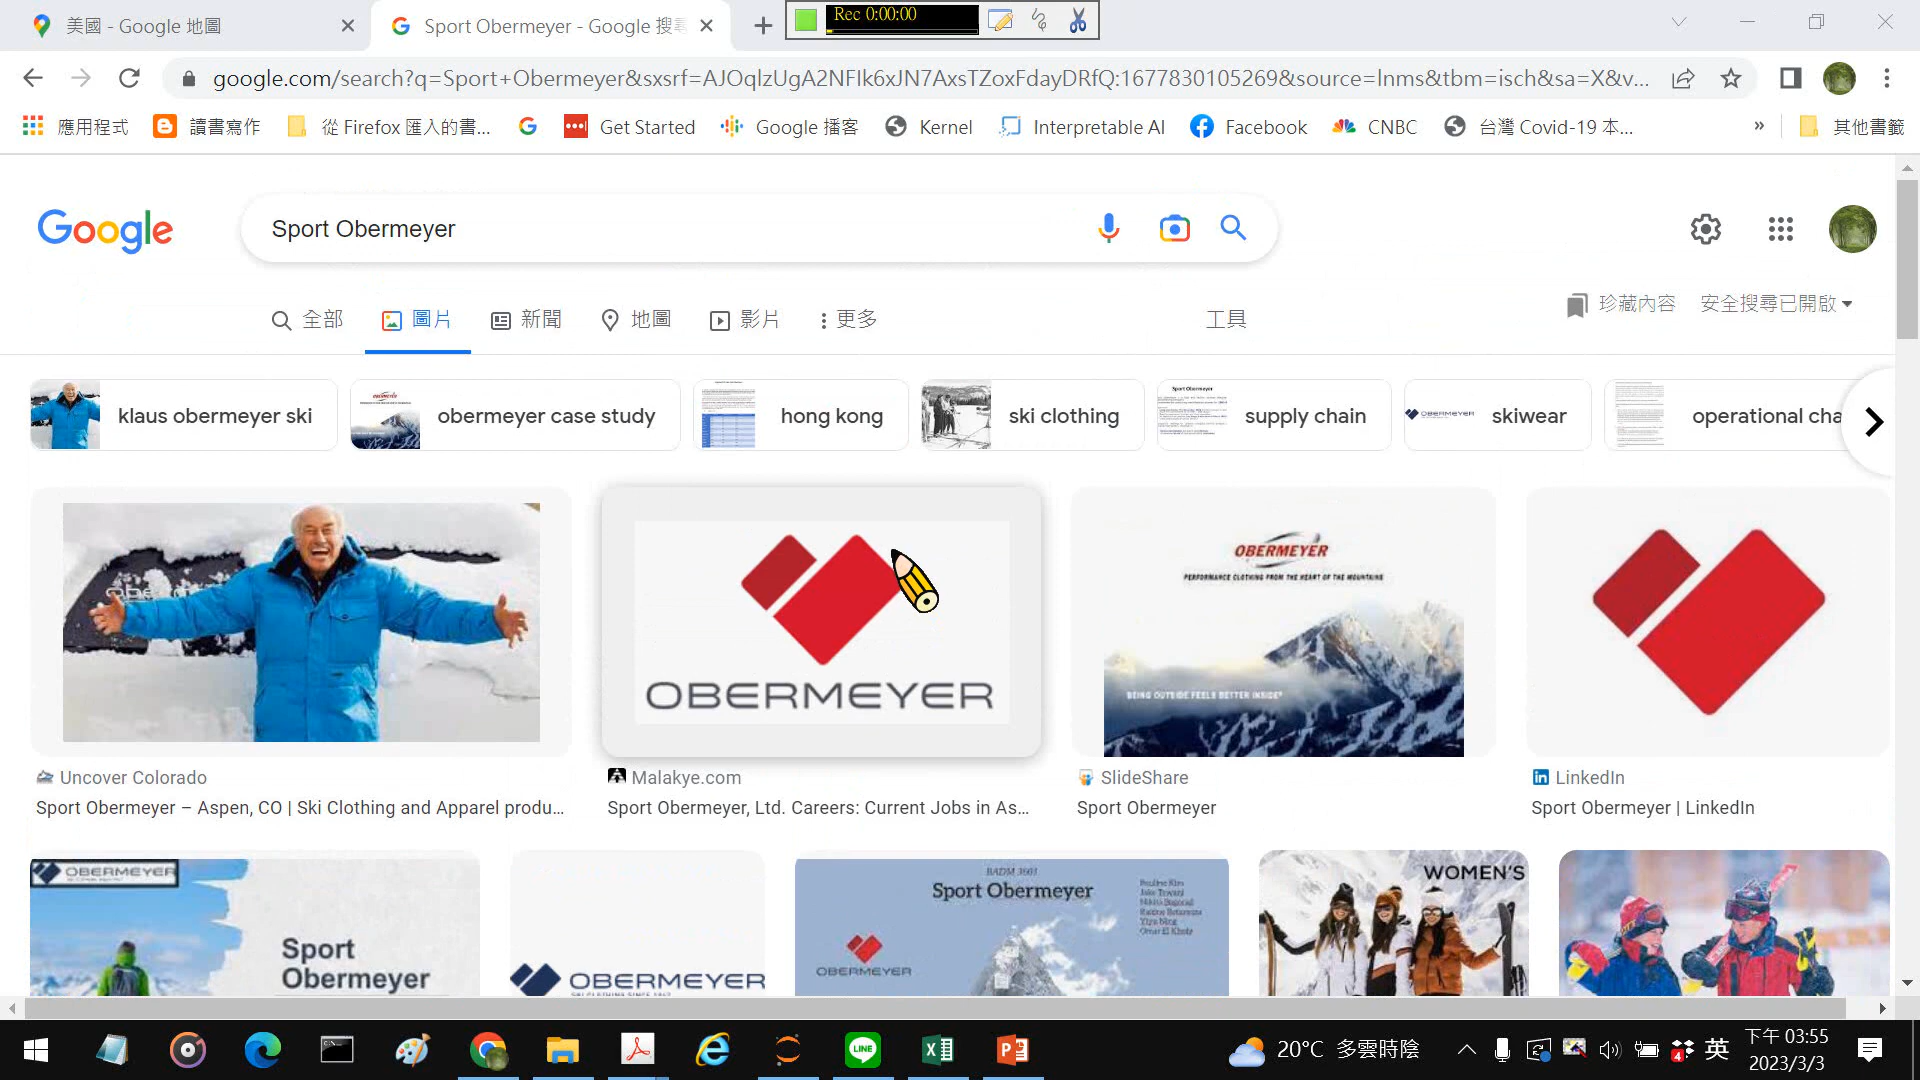 美國 - Google 地圖
Sport Obermeyer - Google 搜尋
Rec 0:00:00
google.com/search?q=Sport+Obermeyer&sxsrf=AJOqlzUgA2NFIk6xJN7AxsTZoxFdayDRfQ:1677830105269&source=lnms&tbm=isch&sa=X&v...
應用程式
讀書寫作
從 Firefox 匯入的書...
Get Started
Google 播客
Kernel
Interpretable AI
Facebook
CNBC
台灣 Covid-19 本...
»
其他書籤
Google
Sport Obermeyer
全部
圖片
新聞
地圖
影片
更多
工具
珍藏內容
安全搜尋已開啟
klaus obermeyer ski
obermeyer case study
hong kong
ski clothing
supply chain
skiwear
operational cha
OBERMEYER
OBERMEYER
PERFORMANCE CLOTHING FROM THE HEART OF THE MOUNTAINS
BEING OUTSIDE FEELS BETTER INSIDE®
Uncover Colorado
Sport Obermeyer – Aspen, CO | Ski Clothing and Apparel produ...
Malakye.com
Sport Obermeyer, Ltd. Careers: Current Jobs in As...
SlideShare
Sport Obermeyer
LinkedIn
Sport Obermeyer | LinkedIn
OBERMEYER
Sport
Obermeyer
OBERMEYER
BADM 3601
Sport Obermeyer
OBERMEYER
WOMEN'S
LINE
20°C 多雲時陰
4
英
下午 03:55
2023/3/3